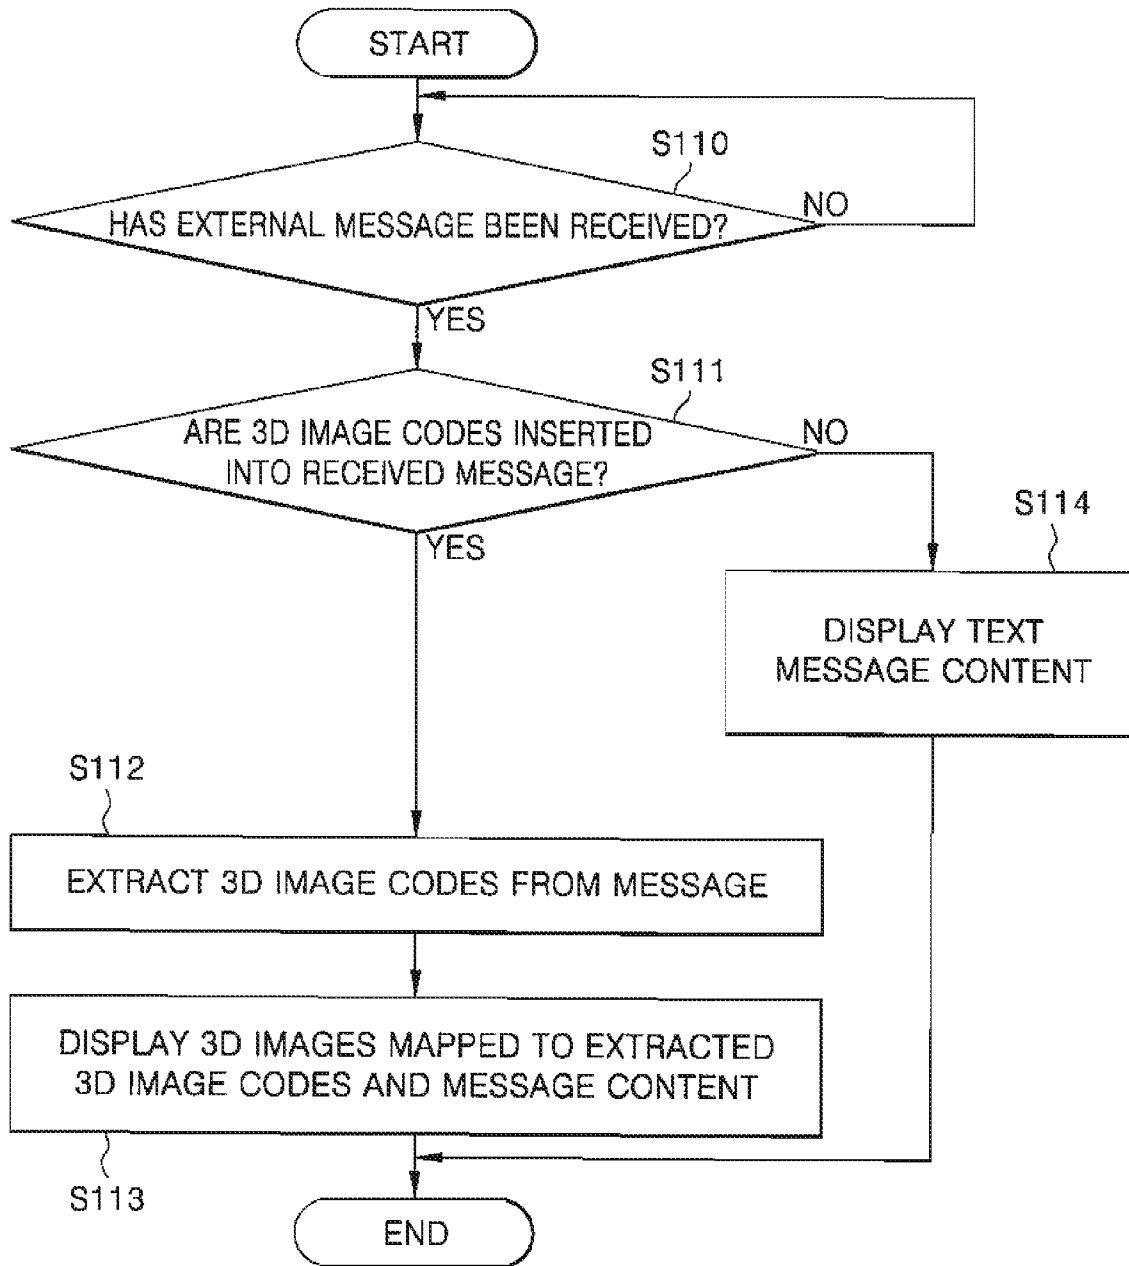 START
S110
HAS EXTERNAL MESSAGE BEEN RECEIVED?
NO
YES
S111
ARE 3D IMAGE CODES INSERTED
INTO RECEIVED MESSAGE?
NO
YES
S114
DISPLAY TEXT
MESSAGE CONTENT
S112
EXTRACT 3D IMAGE CODES FROM MESSAGE
DISPLAY 3D IMAGES MAPPED TO EXTRACTED
3D IMAGE CODES AND MESSAGE CONTENT
S113
END